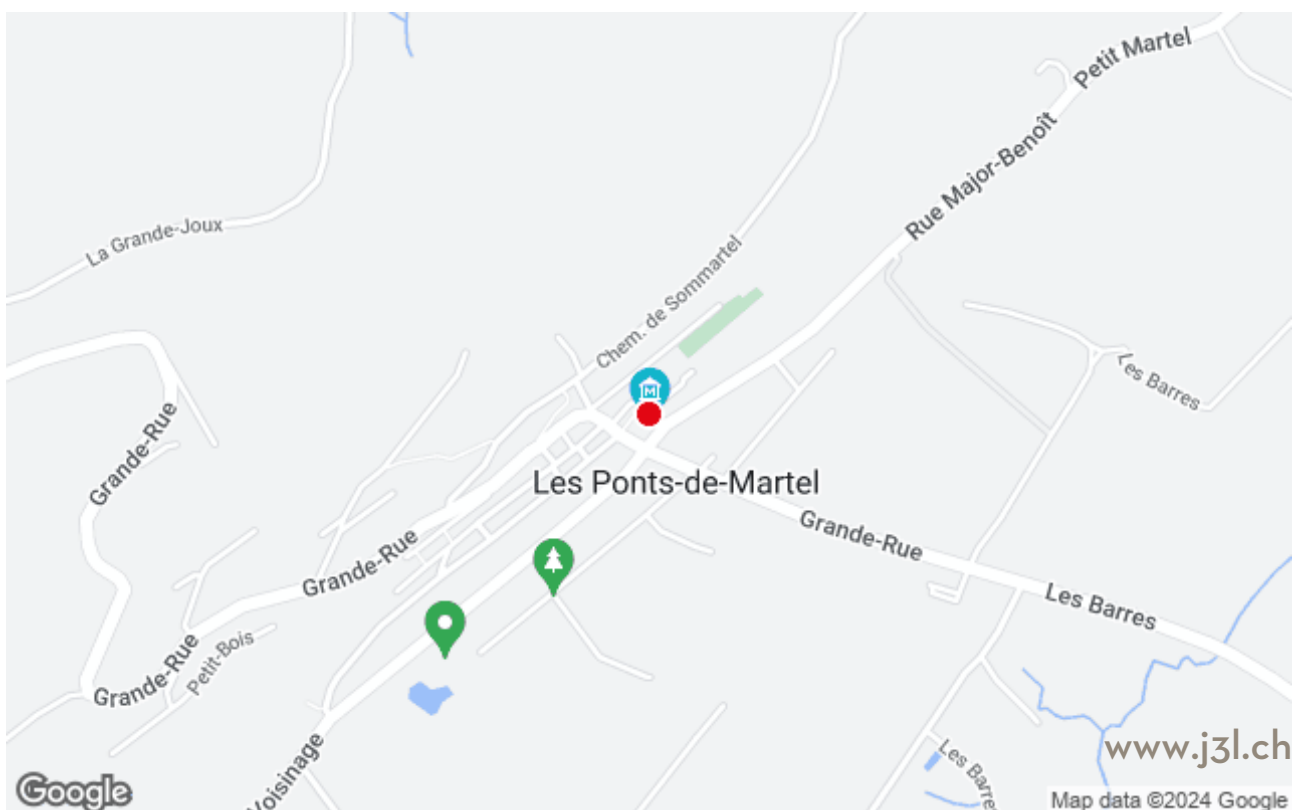 Petit Martel
Rue Major-Benoît
La Grande-Joux
Chem. de Sommartel
Les Barres
Grande-Rue
M
Les Ponts-de-Martel
Grande-Rue
Grande-Rue
Les Barres
Grande-Rue
Petit-Bois
Voisinage
Les Barres
www.j3l.ch
Google
Map data ©2024 Google